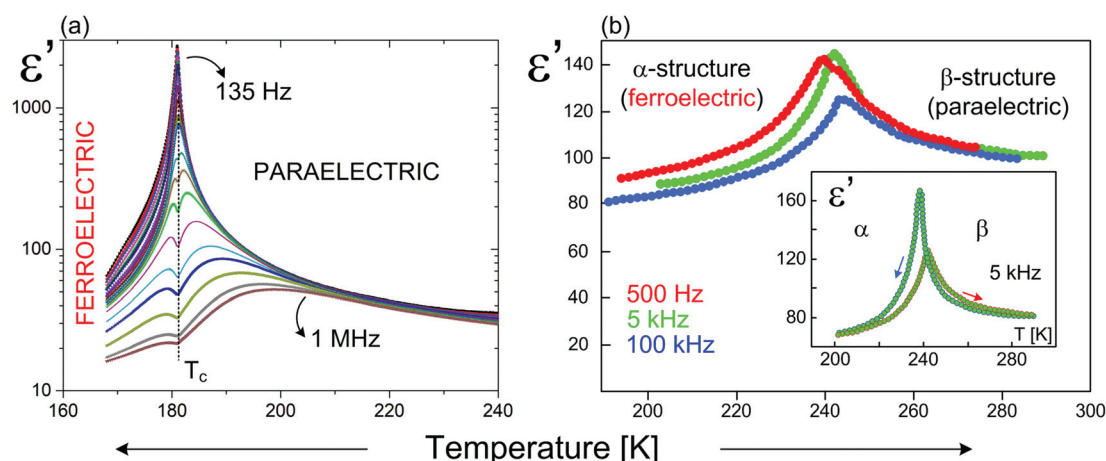 (a)
ε’
1000
100
10
FERROELECTRIC
135 Hz
PARAELECTRIC
1 MHz
Tc
160
180
200
220
240
(b)
ε’
140
120
100
80
60
40
20
0
α-structure
(ferroelectric)
β-structure
(paraelectric)
500 Hz
5 kHz
100 kHz
ε’
160
120
80
α
β
5 kHz
T [K]
200
240
280
200
220
240
260
280
300
Temperature [K]